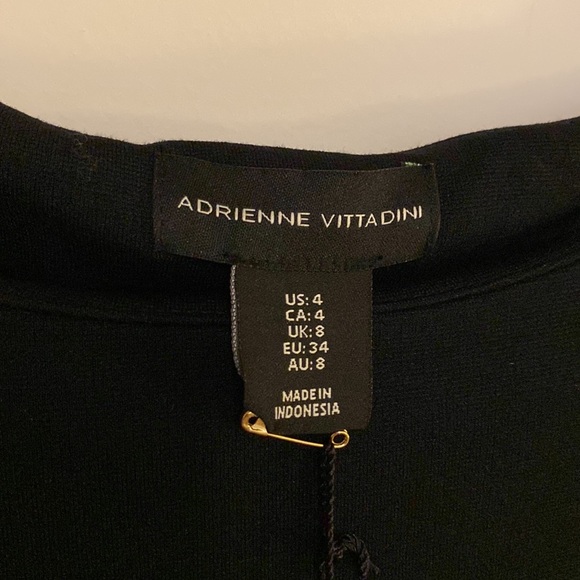 ADRIENNE VITTADINI
US: 4
CA: 4
UK: 8
EU: 34
AU: 8
MADE IN
INDONESIA